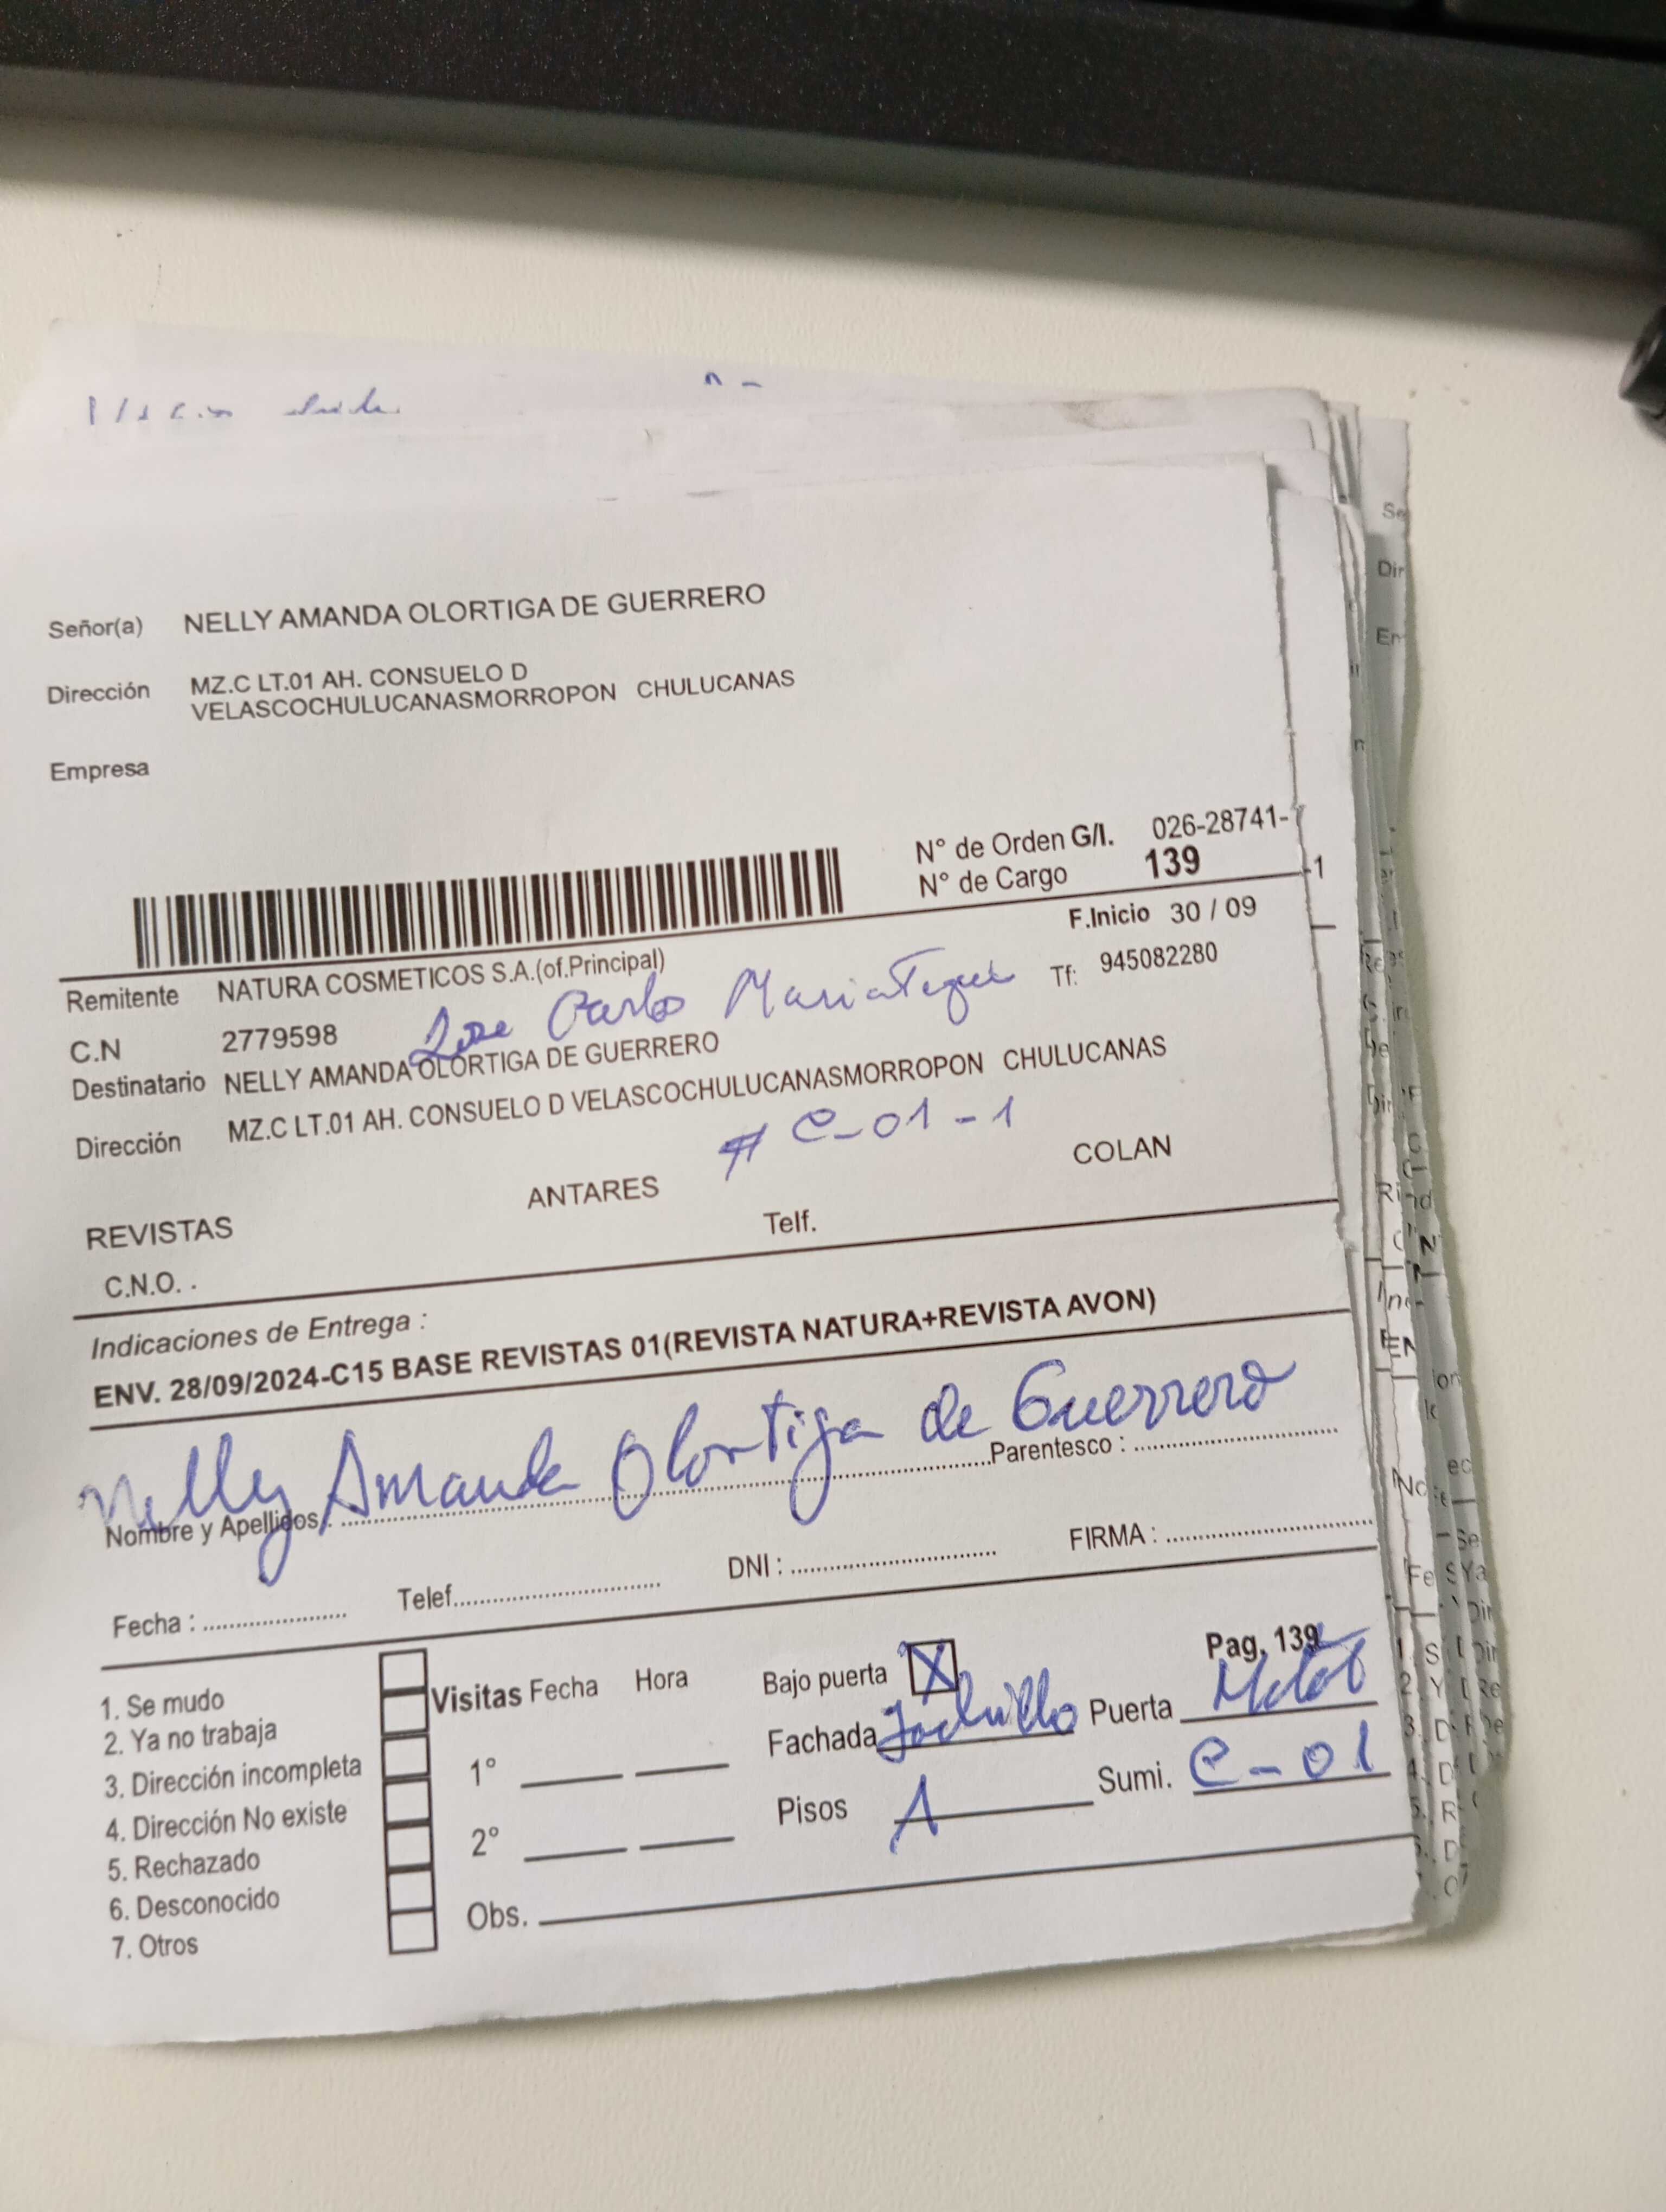 Señor(a) NELLY AMANDA OLORTIGA DE GUERRERO
Dirección MZ.C LT.01 AH. CONSUELO D
VELASCOCHULUCANASMORROPON CHULUCANAS
Empresa
N° de Orden G/I. 026-28741-
N° de Cargo 139
-1
F.Inicio 30 / 09
Remitente NATURA COSMETICOS S.A.(of.Principal)
Tf: 945082280
C.N 2779598 Jose Carlos Mariategui
Destinatario NELLY AMANDA OLORTIGA DE GUERRERO
Dirección MZ.C LT.01 AH. CONSUELO D VELASCOCHULUCANASMORROPON CHULUCANAS
# C-01-1
REVISTAS ANTARES COLAN
C.N.O. . Telf.
Indicaciones de Entrega :
ENV. 28/09/2024-C15 BASE REVISTAS 01(REVISTA NATURA+REVISTA AVON)
Nelly Amanda Olortiga de Guerrero
Nombre y Apellidos: Parentesco :
Fecha : Telef. DNI : FIRMA :
Pag. 139
1. Se mudo
2. Ya no trabaja
3. Dirección incompleta
4. Dirección No existe
5. Rechazado
6. Desconocido
7. Otros
Visitas Fecha Hora
1°
2°
Obs.
Bajo puerta X
Fachada Ladrillo Puerta Metal
Pisos 1 Sumi. C-01